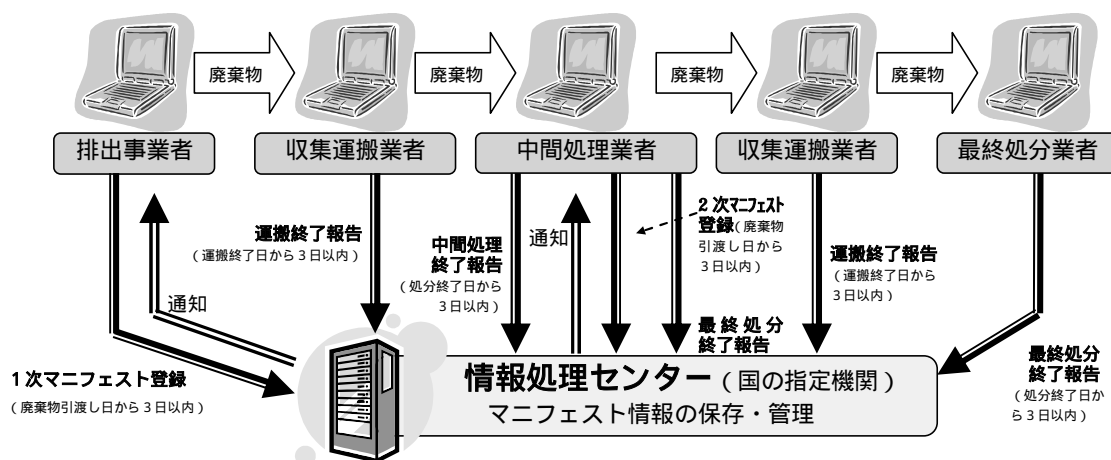 廃棄物
廃棄物
廃棄物
廃棄物
排出事業者
収集運搬業者
中間処理業者
収集運搬業者
最終処分業者
運搬終了報告
(運搬終了日から3日以内)
通知
1次マニフェスト登録
(廃棄物引渡し日から3日以内)
中間処理
終了報告
(処分終了日から
3日以内)
通知
2次マニフェスト
登録(廃棄物
引渡し日から
3日以内)
最終処分
終了報告
運搬終了報告
(運搬終了日から
3日以内)
最終処分
終了報告
(処分終了日か
ら3日以内)
情報処理センター(国の指定機関)
マニフェスト情報の保存・管理